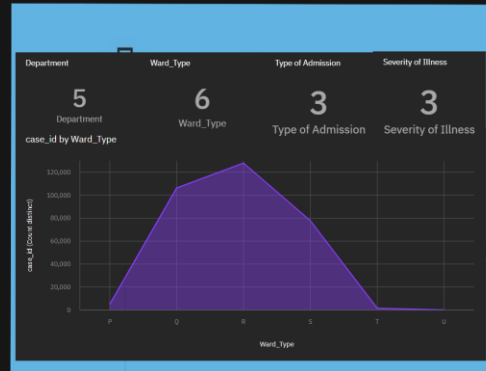 Department Ward_Type Type of Admission Severity of Illness
5 6 3 3
Department Ward_Type Type of Admission Severity of Illness
case_id by Ward_Type
120,000
100,000
80,000
60,000
40,000
20,000
0
case_id (Count distinct)
P Q R S T U
Ward_Type